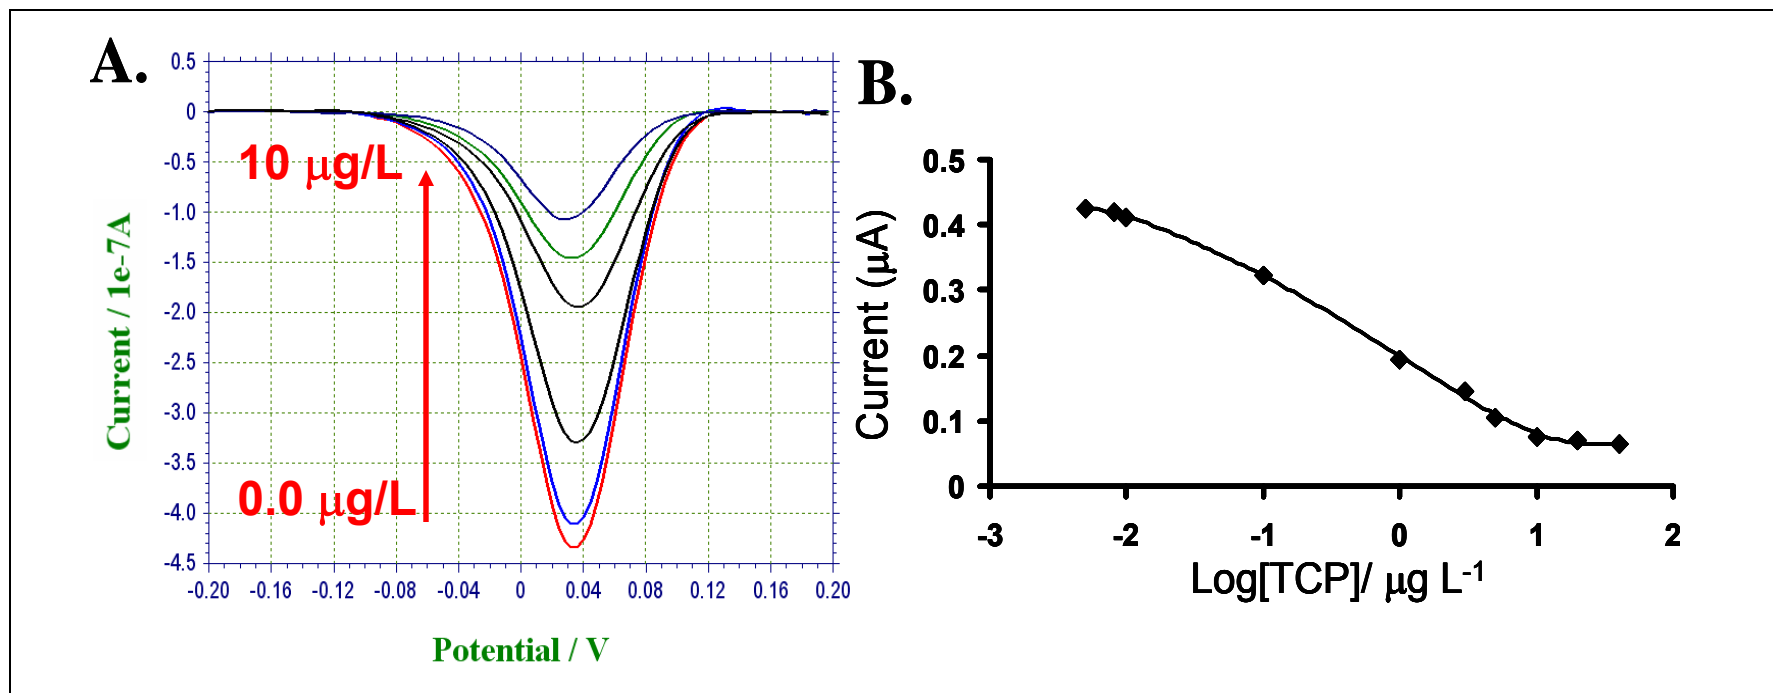 A.
0.5
0
-0.5
-1.0
-1.5
-2.0
-2.5
-3.0
-3.5
-4.0
-4.5
Current / 1e-7A
10 μg/L
0.0 μg/L
-0.20 -0.16 -0.12 -0.08 -0.04 0 0.04 0.08 0.12 0.16 0.20
Potential / V
B.
0.5
0.4
0.3
0.2
0.1
0
Current (μA)
-3 -2 -1 0 1 2
Log[TCP]/ μg L⁻¹